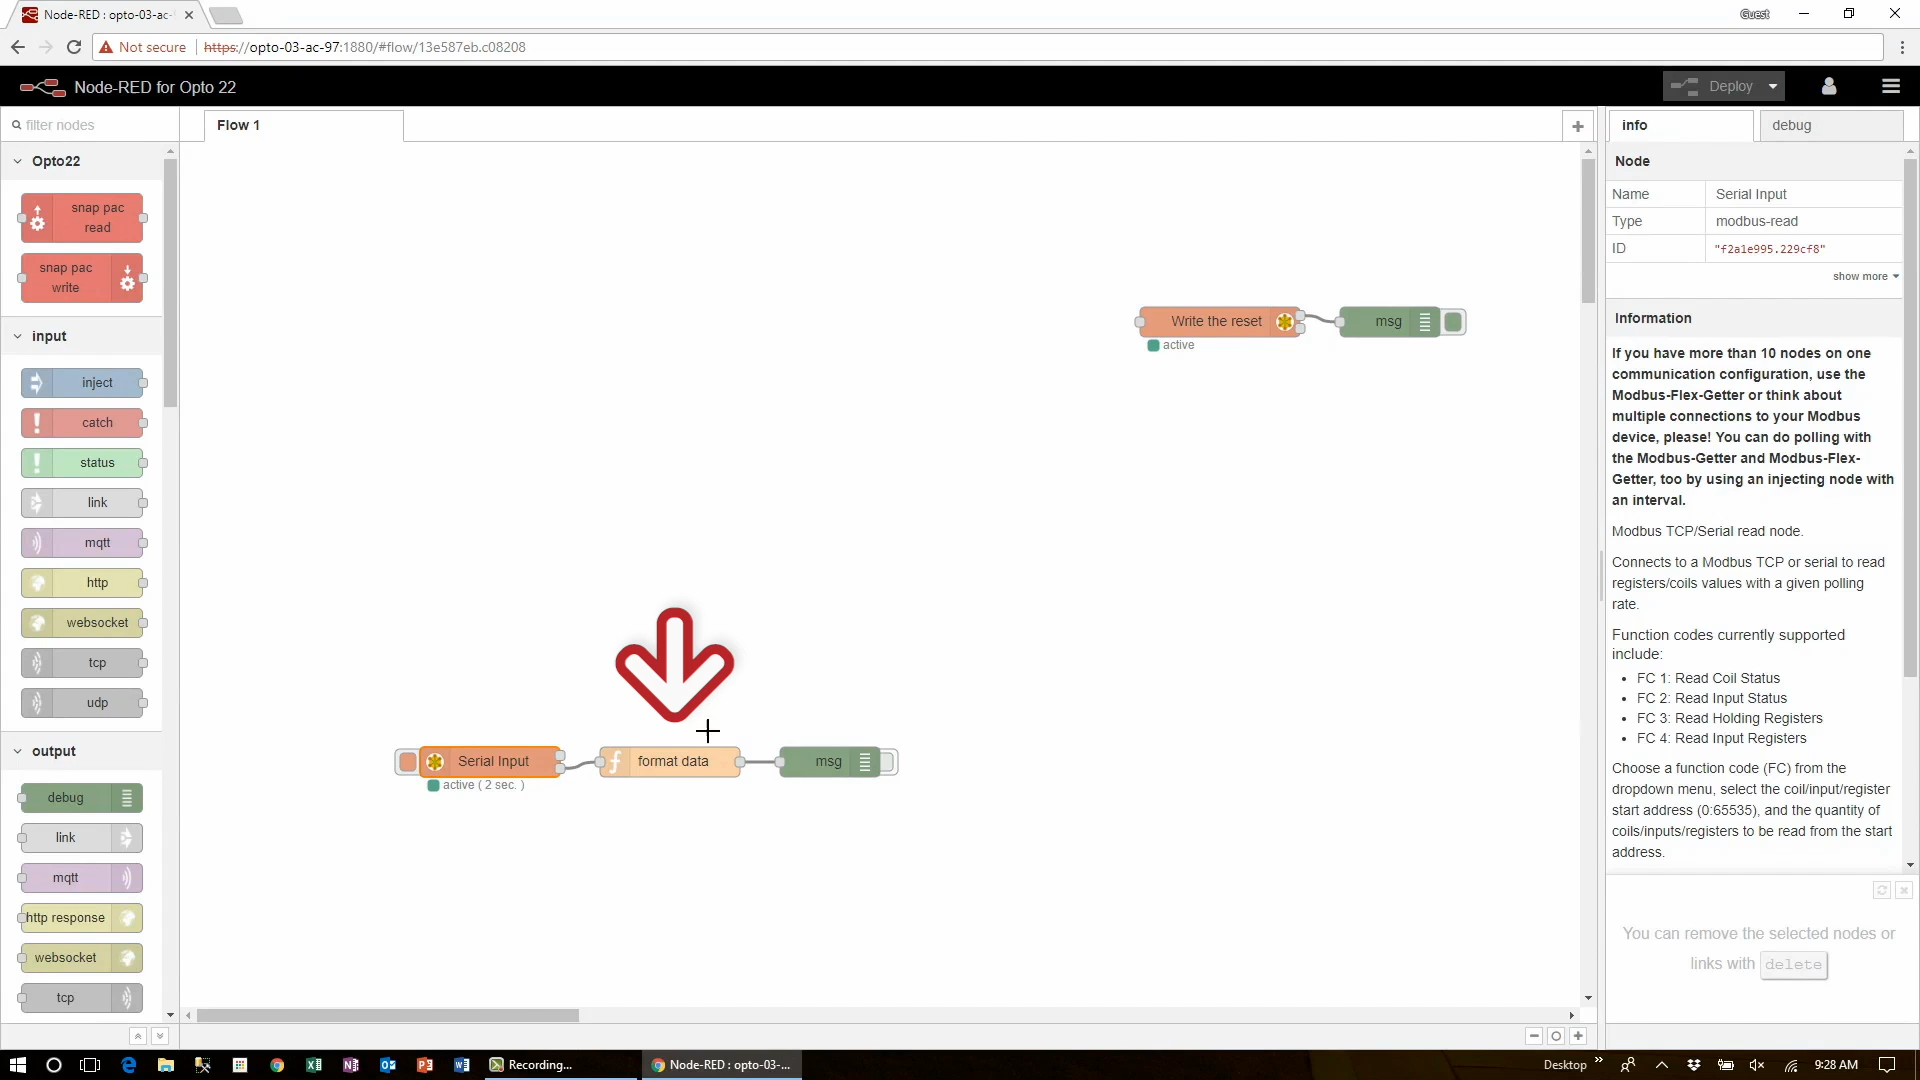 Node-RED : opto-03-ac-
Guest
Not secure
https://opto-03-ac-97:1880/#flow/13e587eb.c08208
Node-RED for Opto 22
Deploy
filter nodes
Flow 1
info
debug
Opto22
snap pac
read
snap pac
write
input
inject
catch
status
link
mqtt
http
websocket
tcp
udp
output
debug
link
mqtt
http response
websocket
tcp
Write the reset
active
msg
Serial Input
active ( 2 sec. )
format data
msg
Node
Name Serial Input
Type modbus-read
ID "f2a1e995.229cf8"
show more
Information
If you have more than 10 nodes on one
communication configuration, use the
Modbus-Flex-Getter or think about
multiple connections to your Modbus
device, please! You can do polling with
the Modbus-Getter and Modbus-Flex-
Getter, too by using an injecting node with
an interval.
Modbus TCP/Serial read node.
Connects to a Modbus TCP or serial to read
registers/coils values with a given polling
rate.
Function codes currently supported
include:
• FC 1: Read Coil Status
• FC 2: Read Input Status
• FC 3: Read Holding Registers
• FC 4: Read Input Registers
Choose a function code (FC) from the
dropdown menu, select the coil/input/register
start address (0:65535), and the quantity of
coils/inputs/registers to be read from the start
address.
You can remove the selected nodes or
links with delete
Recording...
Node-RED : opto-03-...
Desktop
9:28 AM